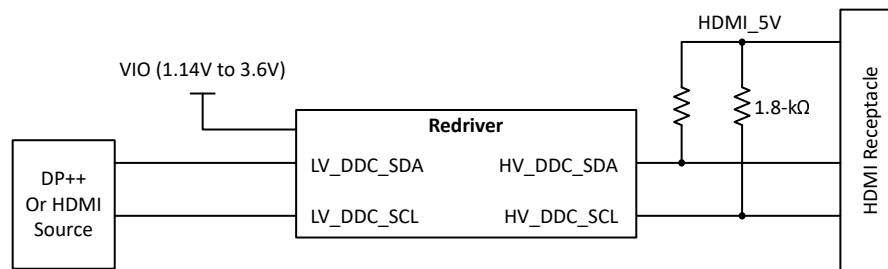 HDMI_5V
VIO (1.14V to 3.6V)
1.8-kΩ
Redriver
DP++
Or HDMI
Source
LV_DDC_SDA
HV_DDC_SDA
LV_DDC_SCL
HV_DDC_SCL
HDMI Receptacle